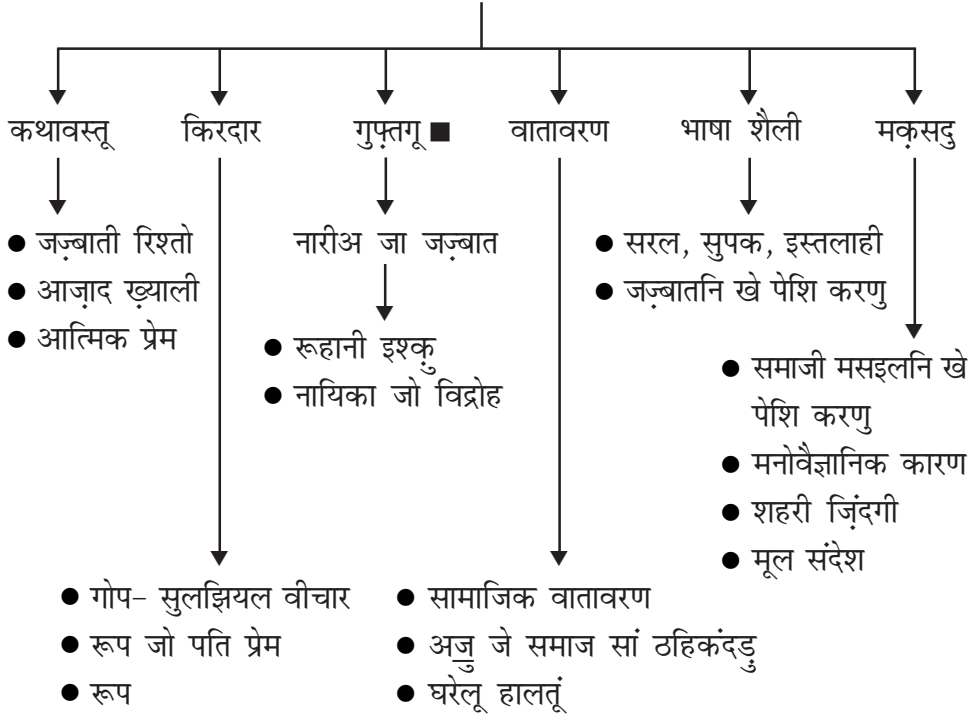 कथावस्तू
किरदार
गुफ़्तगू ■
वातावरण
भाषा शैली
मक़सदु
● जज़्बाती रिश्तो
● आज़ाद ख़्याली
● आत्मिक प्रेम
नारीअ जा जज़्बात
● रूहानी इश्क़ु
● नायिका जो विद्रोह
● सरल, सुपक, इस्तलाही
● जज़्बातनि खे पेशि करणु
● समाजी मसइलनि खे
पेशि करणु
● मनोवैज्ञानिक कारण
● शहरी ज़िंदगी
● मूल संदेश
● गोप– सुलझियल वीचार
● रूप जो पति प्रेम
● रूप
● सामाजिक वातावरण
● अॼु जे समाज सां ठहिकंदड़ु
● घरेलू हालतूं